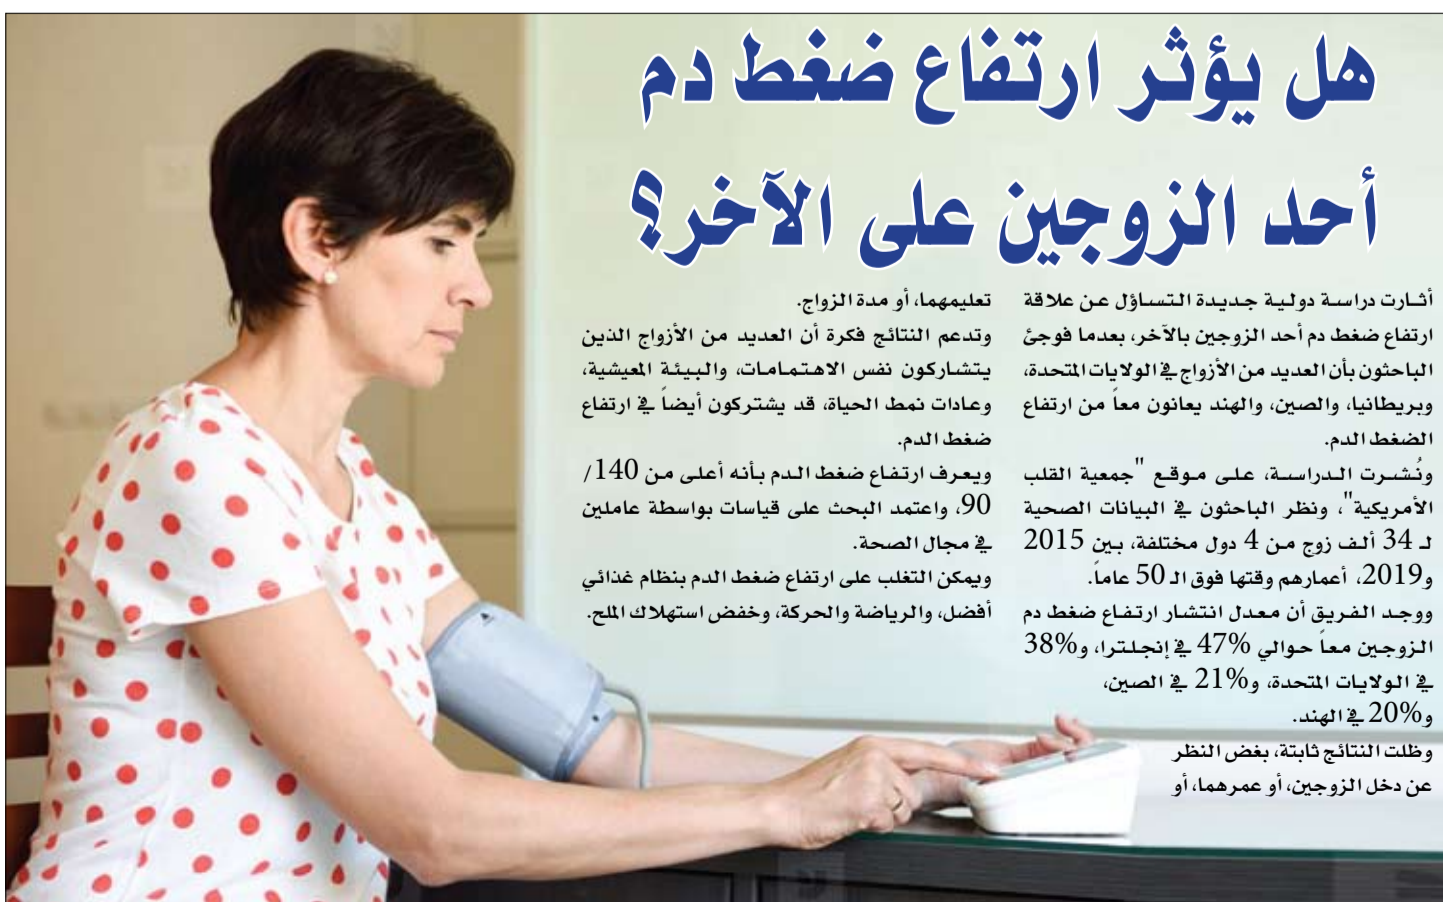 هل يؤثر ارتفاع ضغط دم
أحد الزوجين على الآخر؟
أثارت دراسة دولية جديدة التساؤل عن علاقة
ارتفاع ضغط دم أحد الزوجين بالآخر، بعدما فوجئ
الباحثون بأن العديد من الأزواج في الولايات المتحدة،
وبريطانيا، والصين، والهند يعانون معاً من ارتفاع
الضغط الدم.
ونُشرت الدراسة، على موقع "جمعية القلب
الأمريكية"، ونظر الباحثون في البيانات الصحية
لـ 34 ألف زوج من 4 دول مختلفة، بين 2015
و2019، أعمارهم وقتها فوق الـ 50 عاماً.
ووجد الفريق أن معدل انتشار ارتفاع ضغط دم
الزوجين معاً حوالي 47% في إنجلترا، و38%
في الولايات المتحدة، و21% في الصين،
و20% في الهند.
وظلت النتائج ثابتة، بغض النظر
عن دخل الزوجين، أو عمرهما، أو
تعليمهما، أو مدة الزواج.
وتدعم النتائج فكرة أن العديد من الأزواج الذين
يتشاركون نفس الاهتمامات، والبيئة المعيشية،
وعادات نمط الحياة، قد يشتركون أيضاً في ارتفاع
ضغط الدم.
ويعرف ارتفاع ضغط الدم بأنه أعلى من 140/
90، واعتمد البحث على قياسات بواسطة عاملين
في مجال الصحة.
ويمكن التغلب على ارتفاع ضغط الدم بنظام غذائي
أفضل، والرياضة والحركة، وخفض استهلاك الملح.